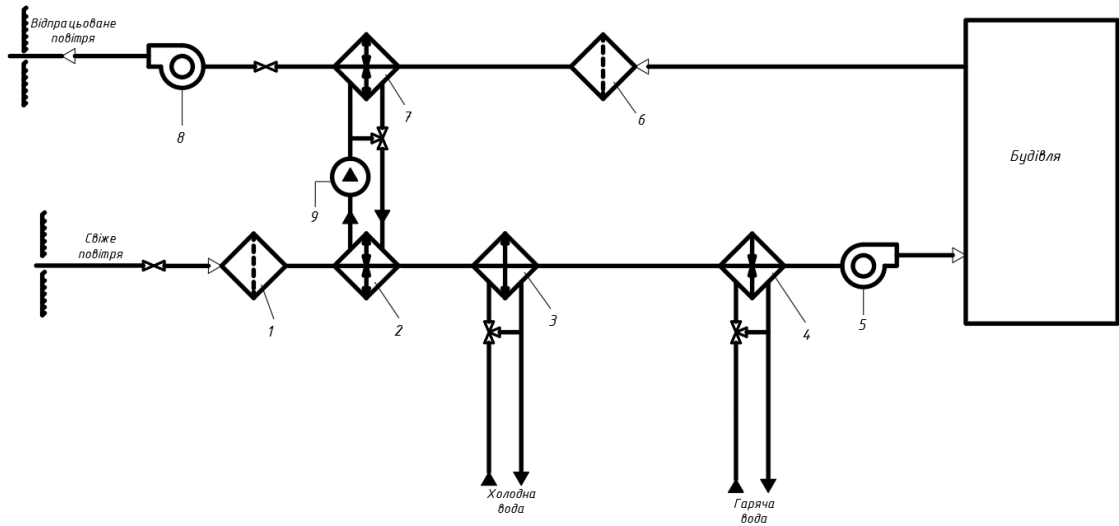 Відпрацьоване
повітря
8
7
6
Будівля
9
Свіже
повітря
1
2
3
4
5
Холодна
вода
Гаряча
вода